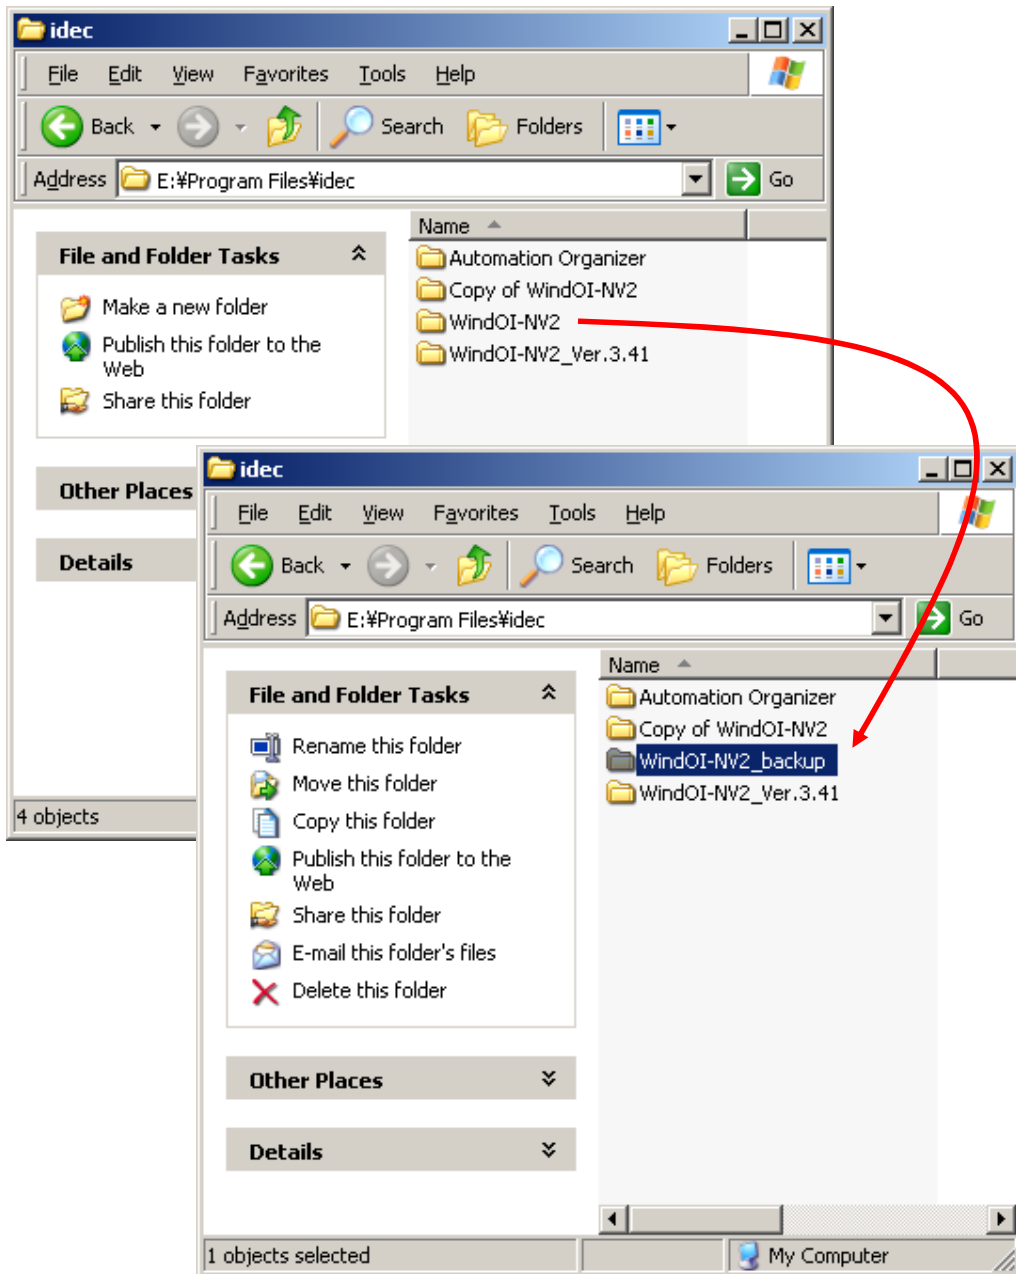 idec
File Edit View Favorites Tools Help
Back Search Folders
Address E:¥Program Files¥idec Go
Name
File and Folder Tasks
Make a new folder
Publish this folder to the
Web
Share this folder
Other Places
Details
Automation Organizer
Copy of WindOI-NV2
WindOI-NV2
WindOI-NV2_Ver.3.41
4 objects
idec
File Edit View Favorites Tools Help
Back Search Folders
Address E:¥Program Files¥idec Go
Name
File and Folder Tasks
Rename this folder
Move this folder
Copy this folder
Publish this folder to the
Web
Share this folder
E-mail this folder's files
Delete this folder
Other Places
Details
Automation Organizer
Copy of WindOI-NV2
WindOI-NV2_backup
WindOI-NV2_Ver.3.41
1 objects selected
My Computer